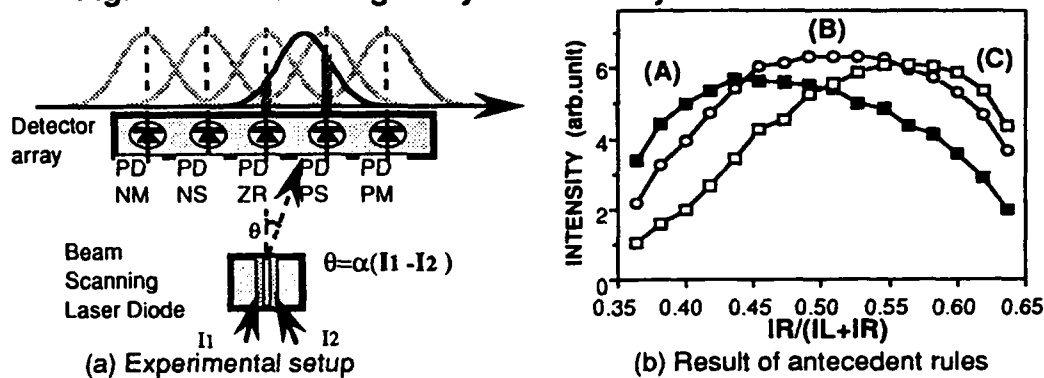 Detector
array
PD PD PD PD PD
NM NS ZR PS PM
θ
Beam
Scanning
Laser Diode
θ=α(I1 -I2 )
I1 I2
(a) Experimental setup
INTENSITY (arb.unit)
6
4
2
0
(A)
(B)
(C)
0.35 0.40 0.45 0.50 0.55 0.60 0.65
IR/(IL+IR)
(b) Result of antecedent rules